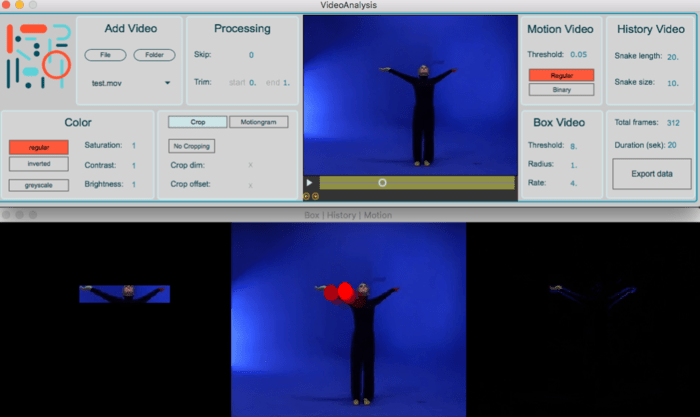 VideoAnalysis
Add Video
File
Folder
test.mov
Processing
Skip: 0
Trim: start 0. end 1.
Motion Video
Threshold: 0.05
Regular
Binary
History Video
Snake length: 20.
Snake size: 10.
Color
regular
inverted
greyscale
Saturation: 1
Contrast: 1
Brightness: 1
Crop
Motiongram
No Cropping
Crop dim: x
Crop offset: x
Box Video
Threshold: 8.
Radius: 1.
Rate: 4.
Total frames: 312
Duration (sek): 20
Export data
Box | History | Motion